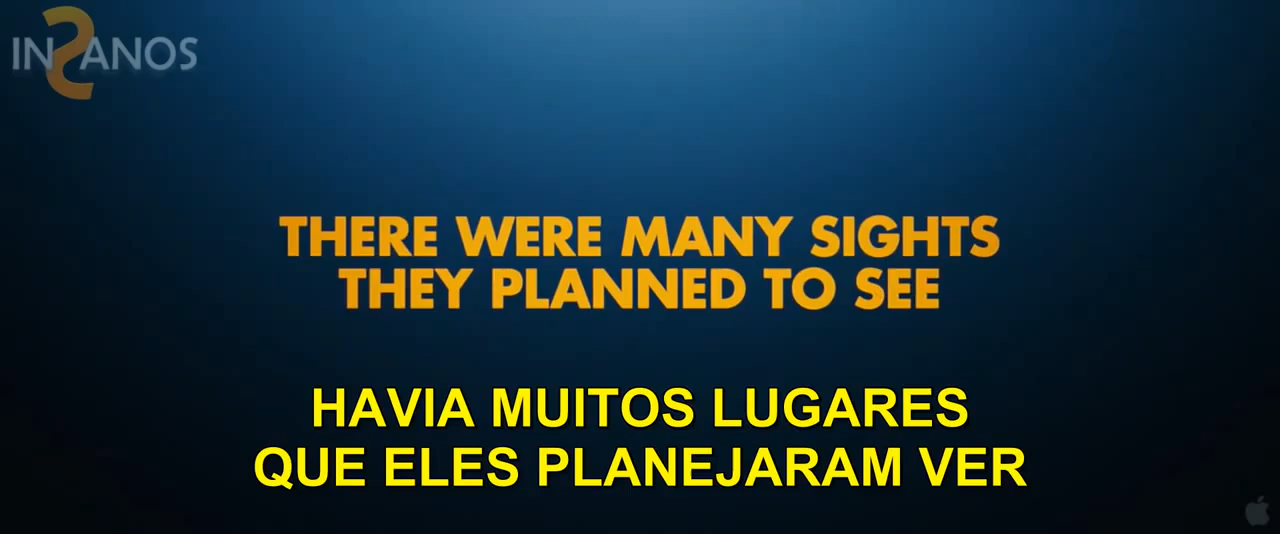 INSANOS
THERE WERE MANY SIGHTS
THEY PLANNED TO SEE
HAVIA MUITOS LUGARES
QUE ELES PLANEJARAM VER